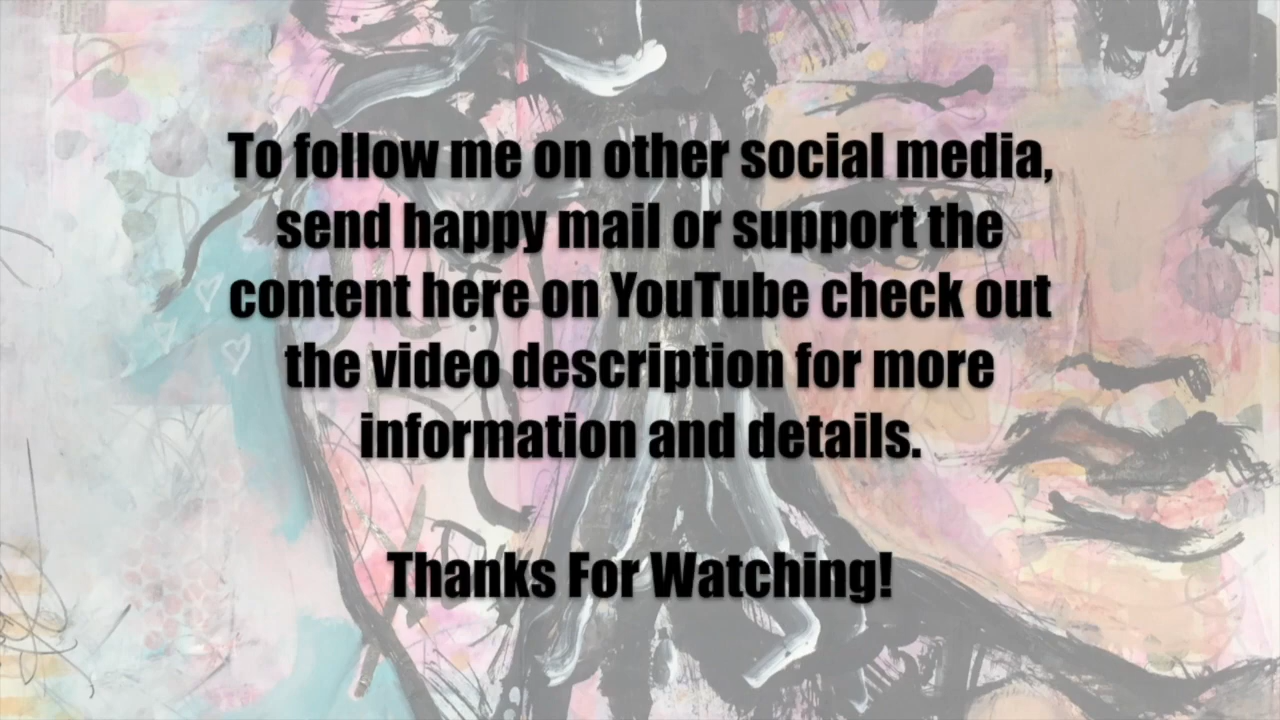 To follow me on other social media,
send happy mail or support the
content here on YouTube check out
the video description for more
information and details.
Thanks For Watching!